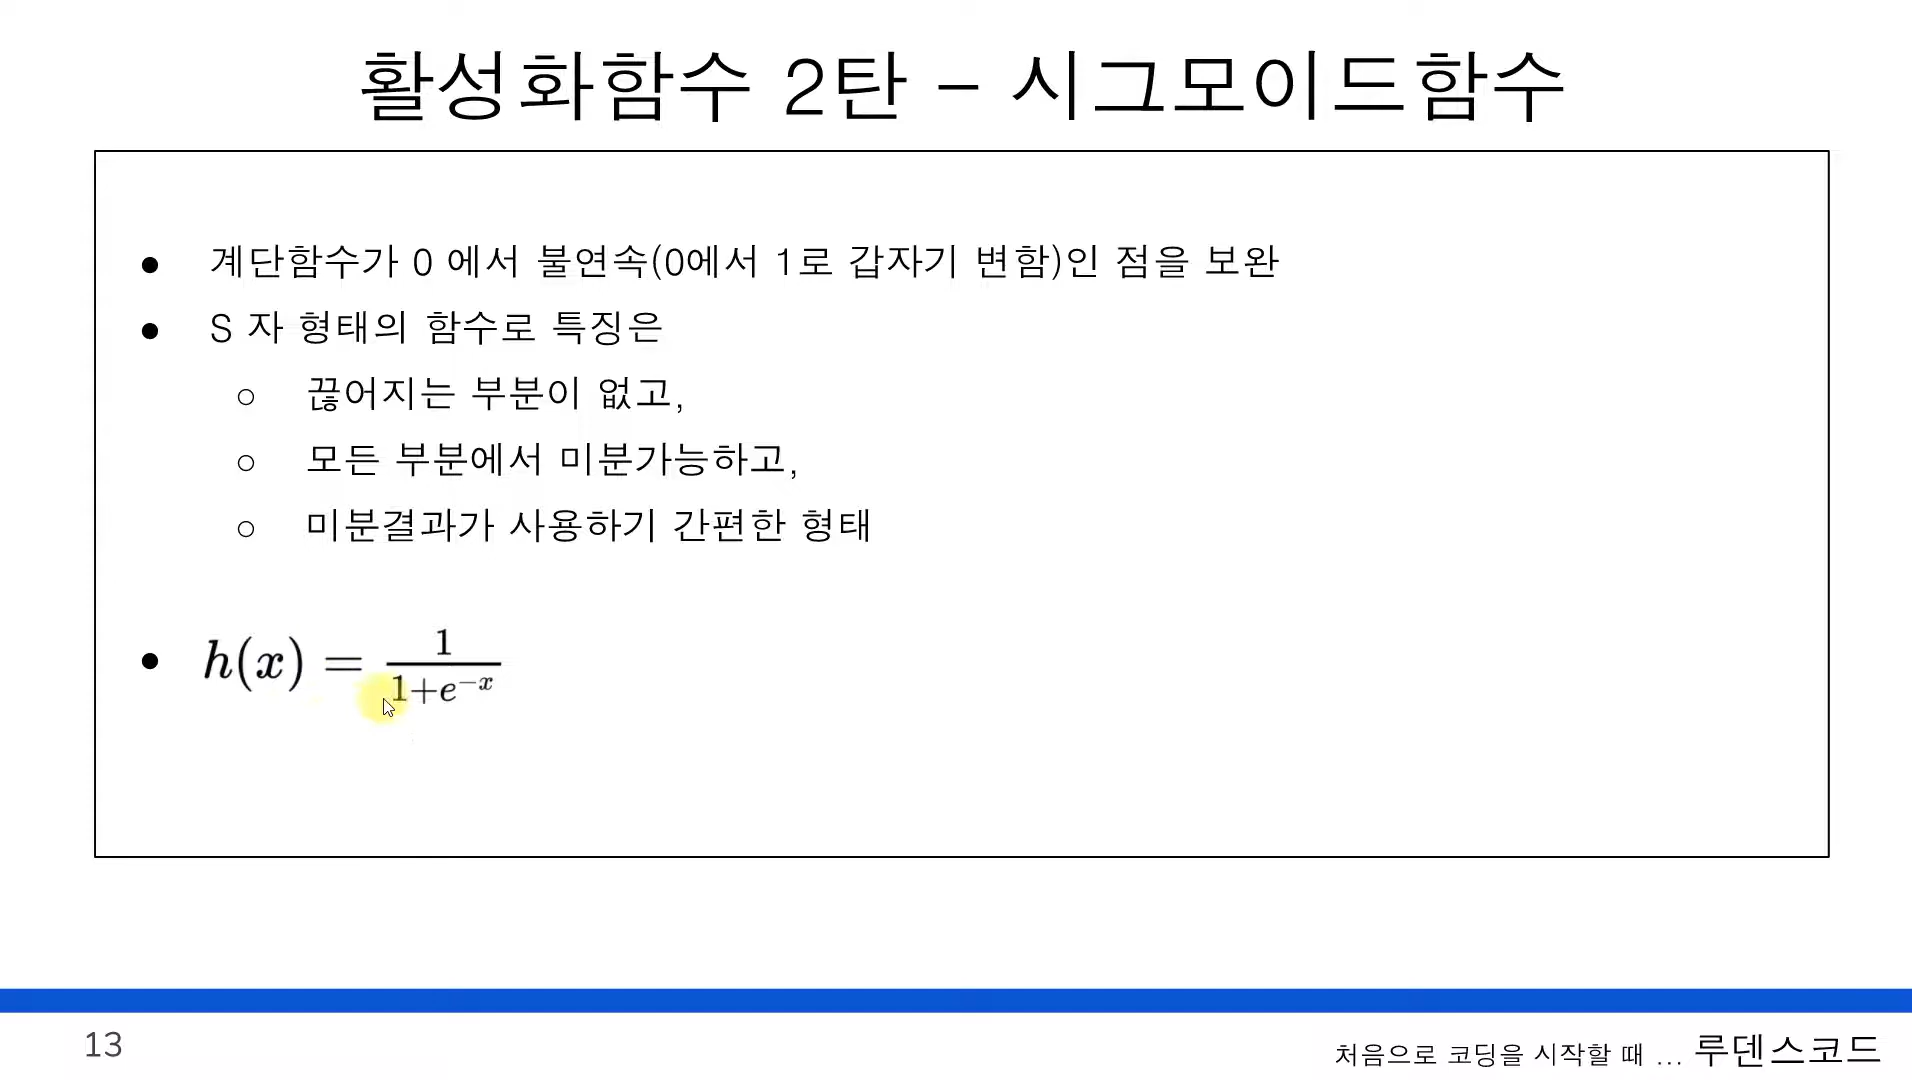 활성화함수 2탄 - 시그모이드함수
● 계단함수가 0 에서 불연속(0에서 1로 갑자기 변함)인 점을 보완
● S 자 형태의 함수로 특징은
○ 끊어지는 부분이 없고,
○ 모든 부분에서 미분가능하고,
○ 미분결과가 사용하기 간편한 형태
● h(x) = 1/(1+e^{-x})
13
처음으로 코딩을 시작할 때 ... 루덴스코드